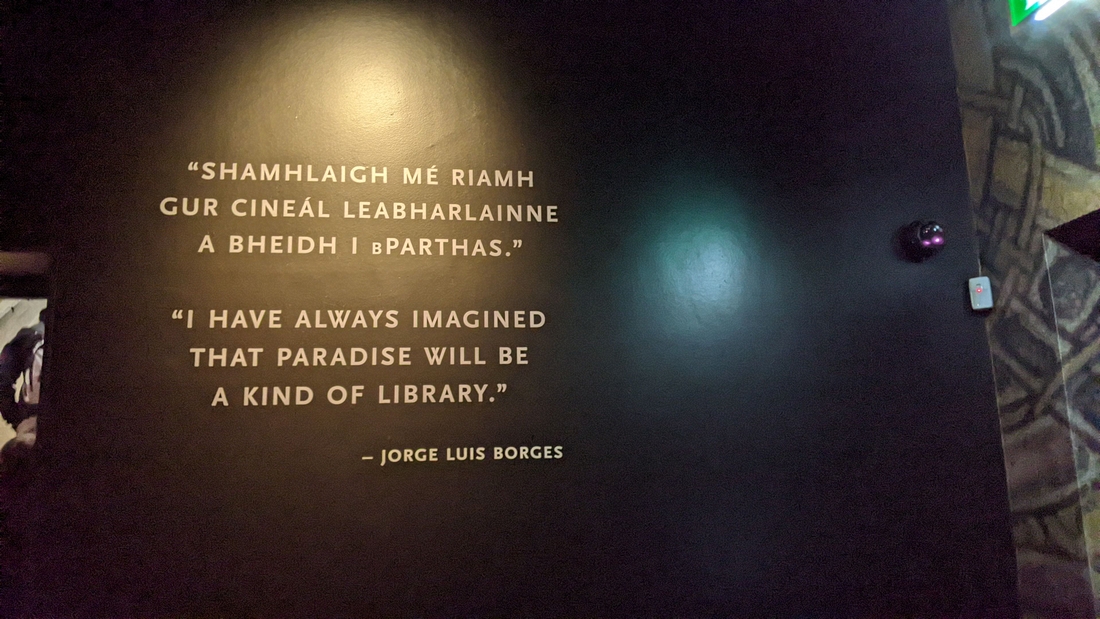 “SHAMHLAIGH MÉ RIAMH
GUR CINEÁL LEABHARLAINNE
A BHEIDH I BPARTHAS.”
“I HAVE ALWAYS IMAGINED
THAT PARADISE WILL BE
A KIND OF LIBRARY.”
– JORGE LUIS BORGES